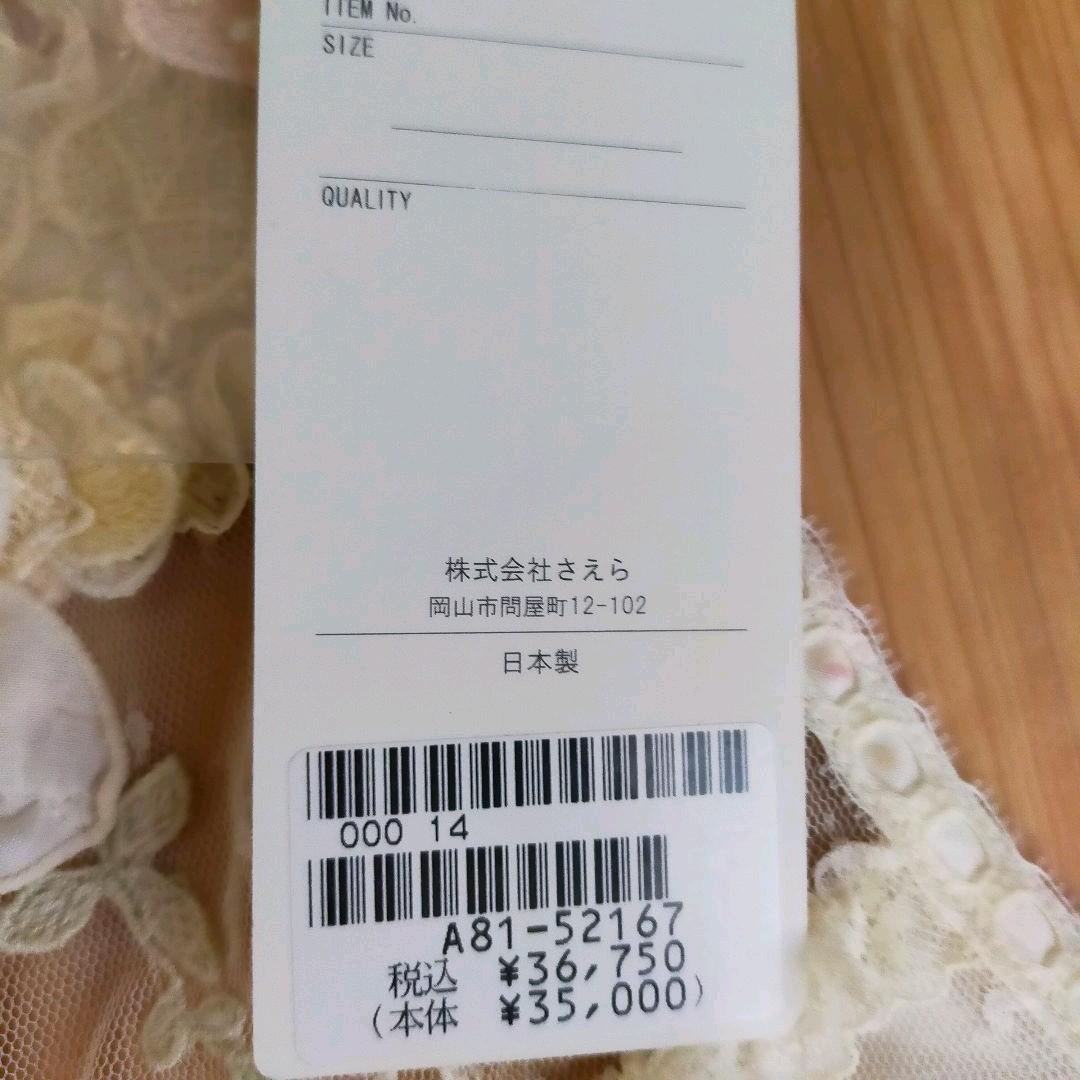 ITEM No.
SIZE
QUALITY
株式会社さえら
岡山市問屋町12-102
日本製
000 14
A81-52167
税込 ¥36,750
(本体 ¥35,000)